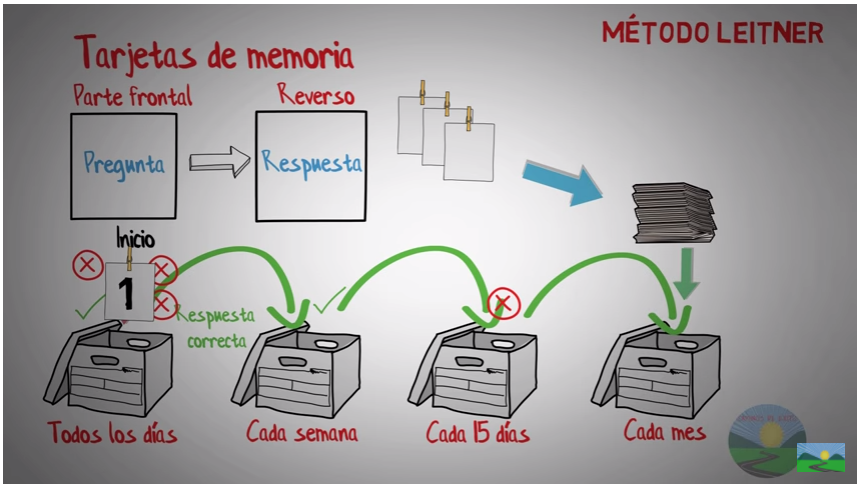 MÉTODO LEITNER
Tarjetas de memoria
Parte frontal
Reverso
Pregunta
Respuesta
Inicio
1
Respuesta
correcta
Todos los días
Cada semana
Cada 15 días
Cada mes